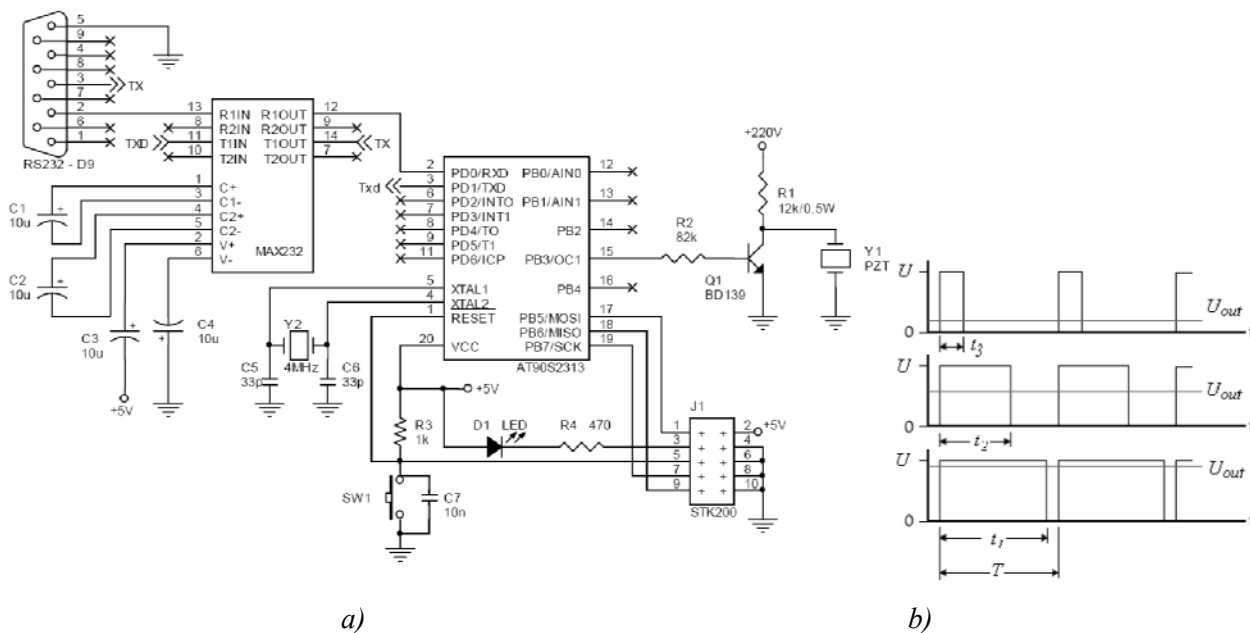 5
9
4
8
3 TX
7
2
6
1
RS232 - D9
13 R1IN R1OUT 12
8 R2IN R2OUT 9
TXD 11 T1IN T1OUT 14 TX
10 T2IN T2OUT 7
1 C+
3 C1-
4 C2+
5 C2-
2 V+
6 V-
MAX232
C1
10u
C2
10u
C3
10u
C4
10u
+5V
2 PD0/RXD PB0/AIN0 12
Txd 3 PD1/TXD
6 PD2/INTO PB1/AIN1 13
7 PD3/INT1
8 PD4/TO PB2 14
9 PD5/T1
11 PD6/ICP PB3/OC1 15
5 XTAL1 PB4 16
4 XTAL2
1 RESET PB5/MOSI 17
PB6/MISO 18
20 VCC PB7/SCK 19
AT90S2313
Y2
4MHz
C5
33p
C6
33p
+5V
R3
1k
D1 LED
R4 470
SW1
C7
10n
J1
1 2 +5V
3 4
5 6
7 8
9 10
STK200
R2
82k
+220V
R1
12k/0.5W
Q1
BD139
Y1
PZT
U
Uout
0 t
t3
U
Uout
0 t
t2
U
Uout
0 t
t1
T
a) b)